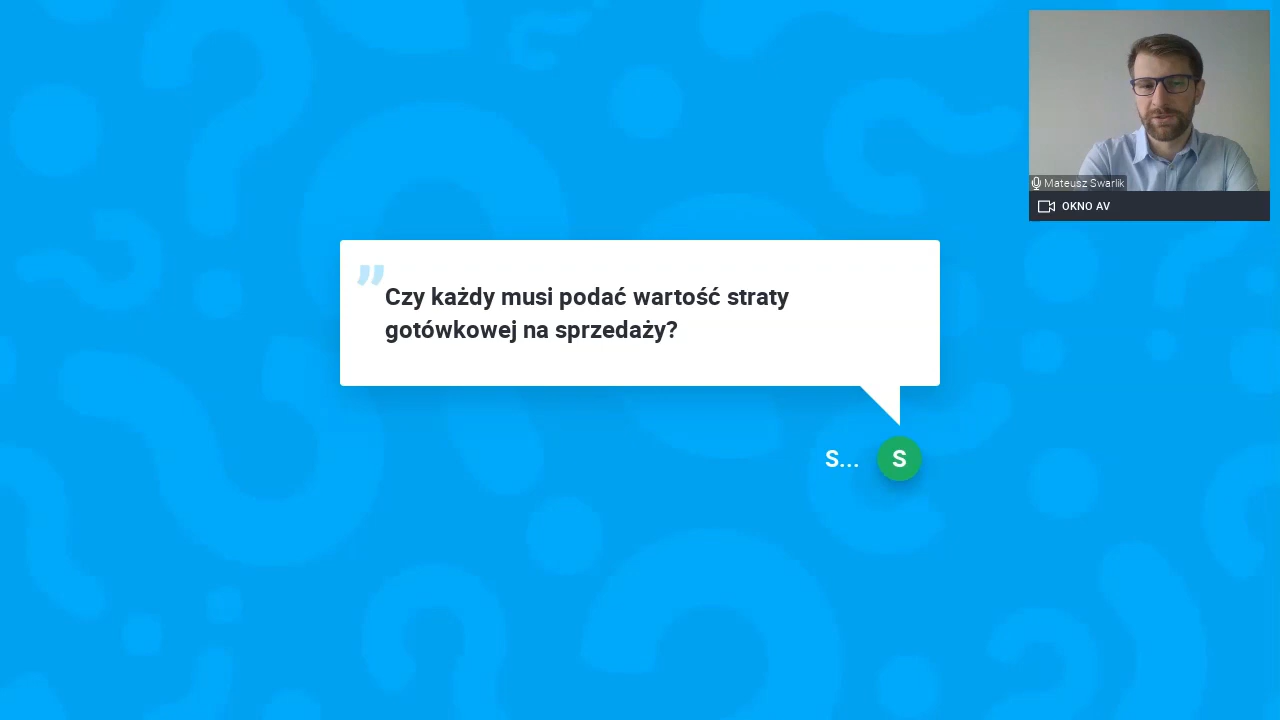 Mateusz Swarlik
OKNO AV
”
Czy każdy musi podać wartość straty
gotówkowej na sprzedaży?
S...
S